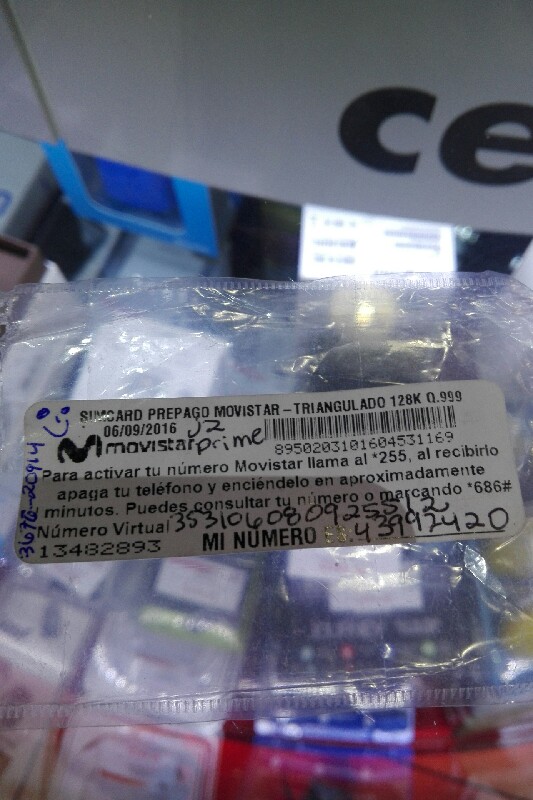 ce
SIMCARD PREPAGO MOVISTAR - TRIANGULADO 128K Q.999
06/09/2016 J2
movistar prime
8950203101604531169
Para activar tu número Movistar llama al *255, al recibirlo
apaga tu teléfono y enciéndelo en aproximadamente
minutos. Puedes consultar tu número o marcando *686#
Número Virtual
13482893 MI NÚMERO 43992420